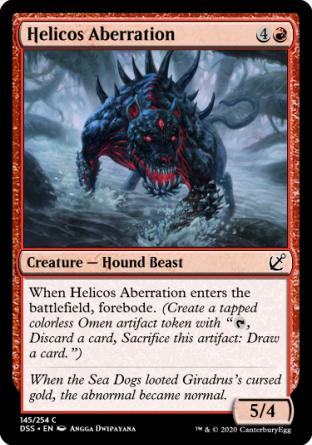 Helicos Aberration 4
Creature — Hound Beast
When Helicos Aberration enters the
battlefield, forebode. (Create a tapped
colorless Omen artifact token with “,
Discard a card, Sacrifice this artifact: Draw
a card.”)
When the Sea Dogs looted Giradrus's cursed
gold, the abnormal became normal.
5/4
145/254 C
DSS • EN Angga Dwipayana
™ & © 2020 CanterburyEgg